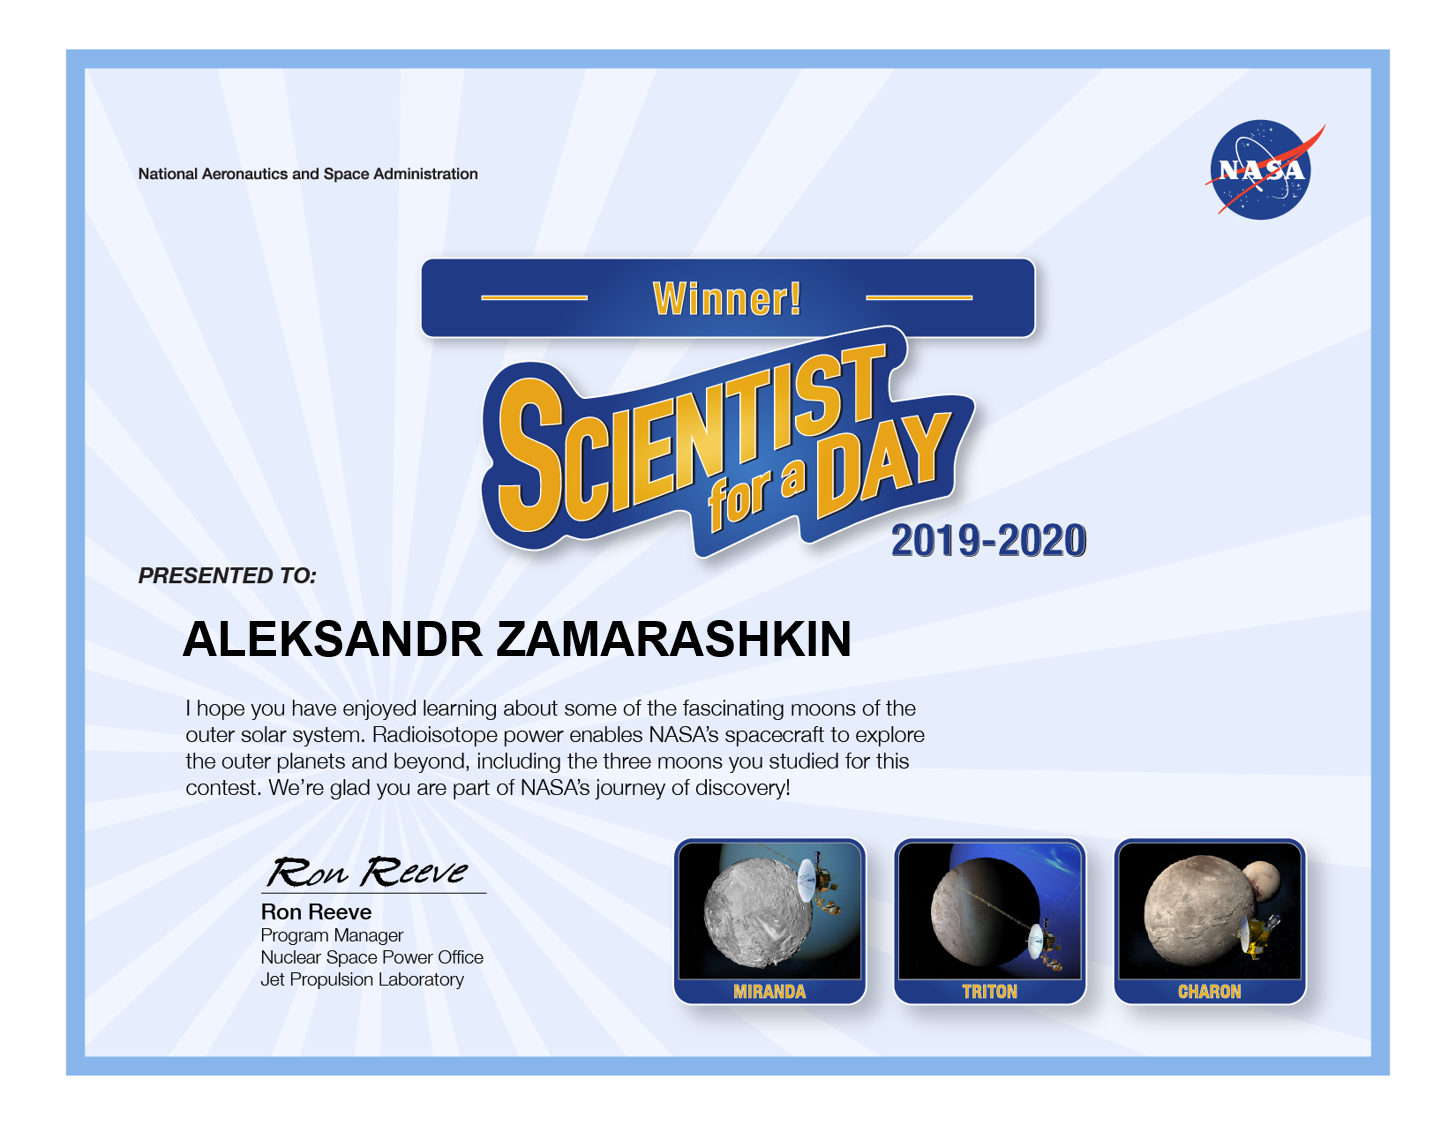 National Aeronautics and Space Administration
NASA
Winner!
SCIENTIST
for a DAY
2019-2020
PRESENTED TO:
ALEKSANDR ZAMARASHKIN
I hope you have enjoyed learning about some of the fascinating moons of the
outer solar system. Radioisotope power enables NASA's spacecraft to explore
the outer planets and beyond, including the three moons you studied for this
contest. We're glad you are part of NASA's journey of discovery!
Ron Reeve
Ron Reeve
Program Manager
Nuclear Space Power Office
Jet Propulsion Laboratory
MIRANDA
TRITON
CHARON